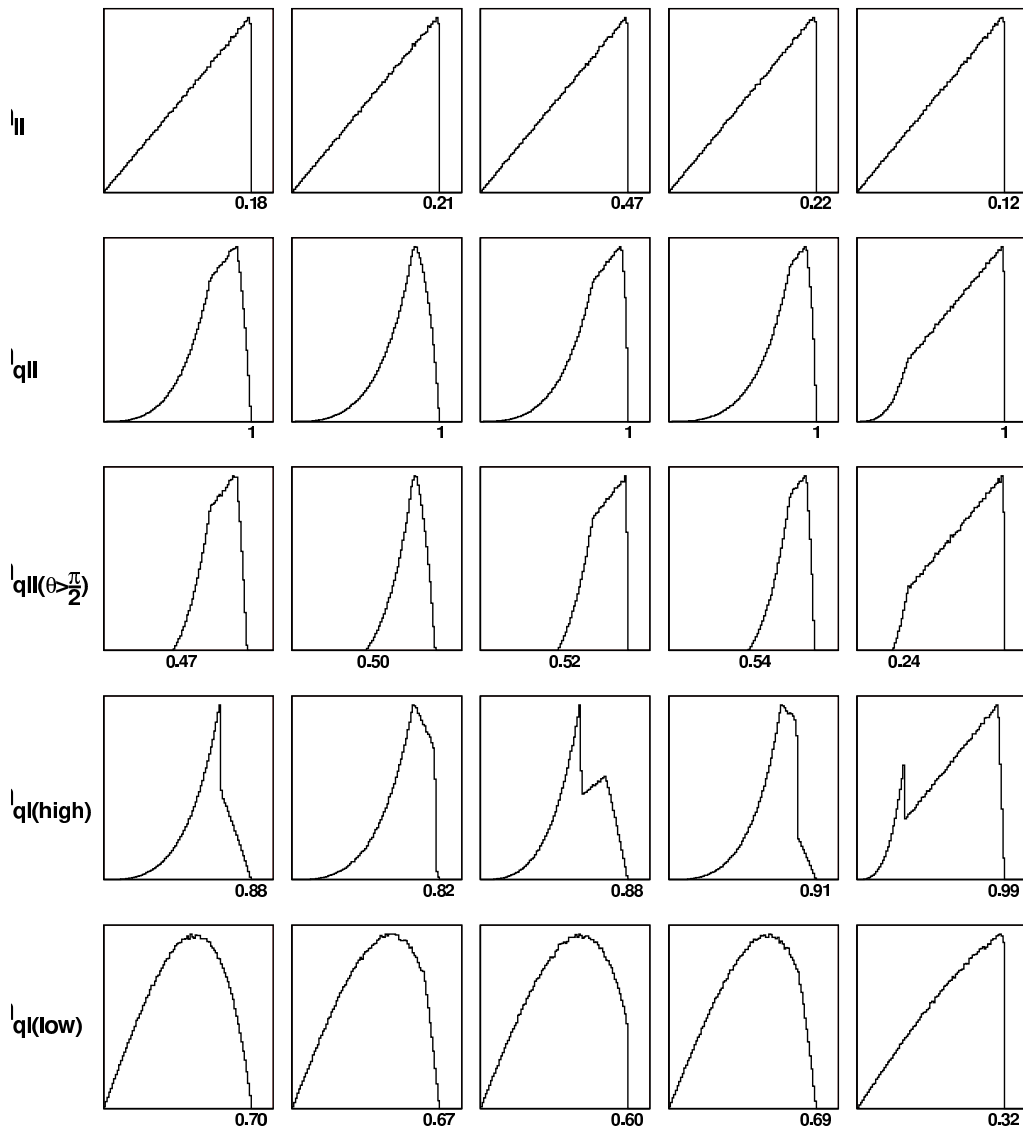 ll
0.18 0.21 0.47 0.22 0.12
qll
1 1 1 1 1
qll(θ>π/2)
0.47 0.50 0.52 0.54 0.24
ql(high)
0.88 0.82 0.88 0.91 0.99
ql(low)
0.70 0.67 0.60 0.69 0.32